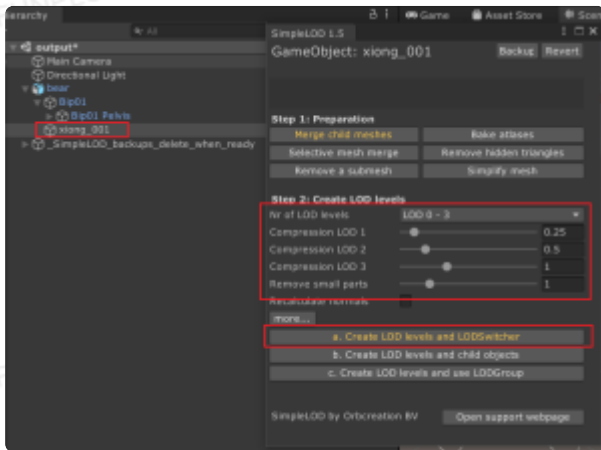 Hierarchy
Game
Asset Store
Scen
All
SimpleLOD 1.5
output*
GameObject: xiong_001
Backup
Revert
Main Camera
Directional Light
bear
Bip01
Bip01 Pelvis
xiong_001
_SimpleLOD_backups_delete_when_ready
Step 1: Preparation
Merge child meshes
Bake atlases
Selective mesh merge
Remove hidden triangles
Remove a submesh
Simplify mesh
Step 2: Create LOD levels
Nr of LOD levels
LOD 0 - 3
Compression LOD 1
0.25
Compression LOD 2
0.5
Compression LOD 3
1
Remove small parts
1
Recalculate normals
more...
a. Create LOD levels and LODSwitcher
b. Create LOD levels and child objects
c. Create LOD levels and use LODGroup
SimpleLOD by Orbcreation BV
Open support webpage